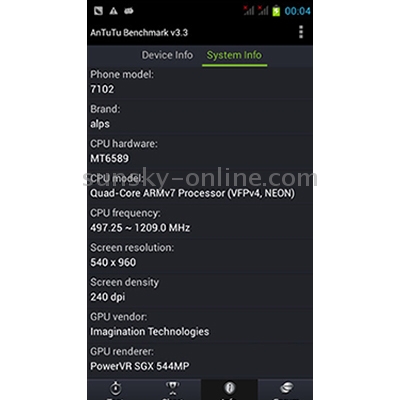 00:04
AnTuTu Benchmark v3.3
Device Info System Info
Phone model:
7102
Brand:
alps
CPU hardware:
MT6589
sunsky-online.com
CPU model:
Quad-Core ARMv7 Processor (VFPv4, NEON)
CPU frequency:
497.25 ~ 1209.0 MHz
Screen resolution:
540 x 960
Screen density
240 dpi
GPU vendor:
Imagination Technologies
GPU renderer:
PowerVR SGX 544MP